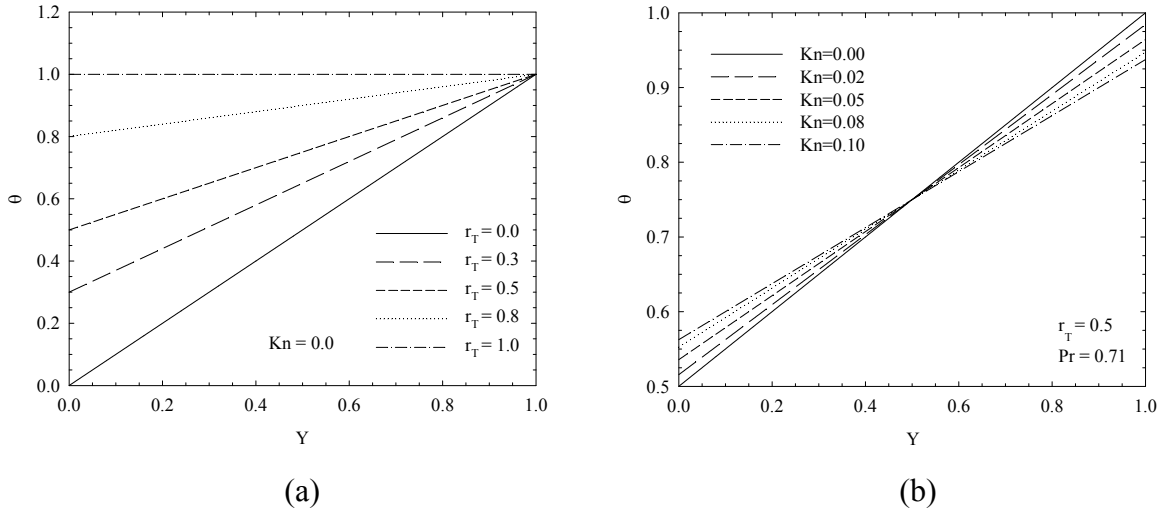 1.2
1.0
0.8
0.6
0.4
0.2
0.0
θ
r_T = 0.0
r_T = 0.3
r_T = 0.5
r_T = 0.8
r_T = 1.0
Kn = 0.0
0.0 0.2 0.4 0.6 0.8 1.0
Y
(a)
1.0
0.9
0.8
0.7
0.6
0.5
θ
Kn=0.00
Kn=0.02
Kn=0.05
Kn=0.08
Kn=0.10
r_T = 0.5
Pr = 0.71
0.0 0.2 0.4 0.6 0.8 1.0
Y
(b)